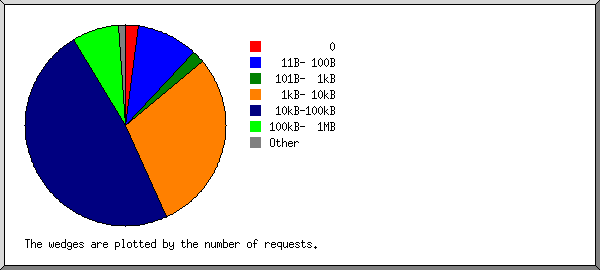 0
11B- 100B
101B- 1kB
1kB- 10kB
10kB-100kB
100kB- 1MB
Other
The wedges are plotted by the number of requests.